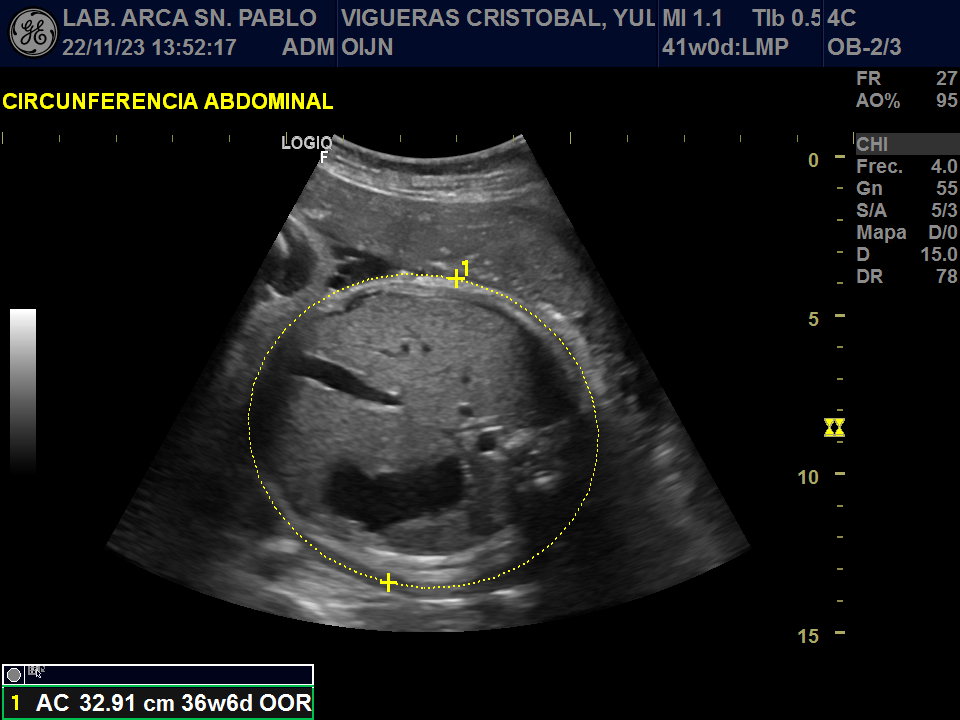 LAB. ARCA SN. PABLO
VIGUERAS CRISTOBAL, YUL
MI 1.1 TIb 0.5
4C
22/11/23 13:52:17 ADM
OIJN
41w0d:LMP
OB-2/3
FR 27
AO% 95
CIRCUNFERENCIA ABDOMINAL
LOGIQ
F
CHI
Frec. 4.0
Gn 55
S/A 5/3
Mapa D/0
D 15.0
DR 78
0
5
10
15
1
1 AC 32.91 cm 36w6d OOR